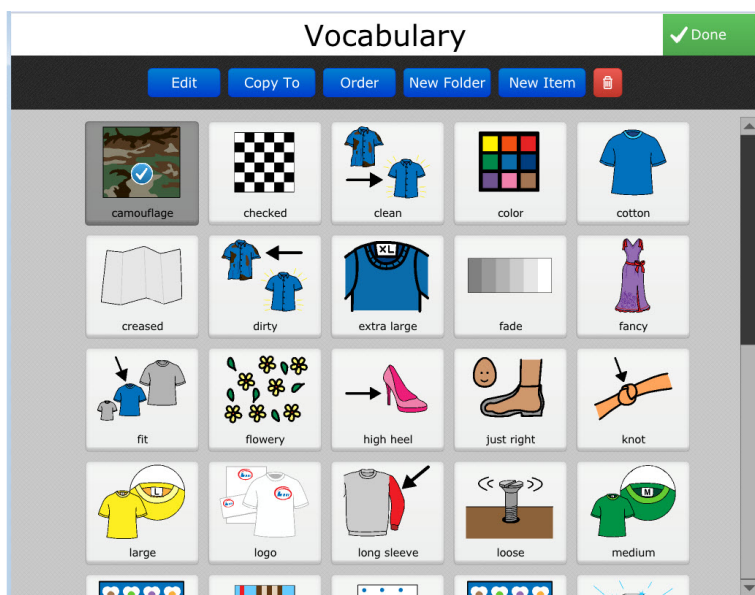 Vocabulary
Done
Edit Copy To Order New Folder New Item
camouflage checked clean color cotton
creased dirty extra large fade fancy
XL
fit flowery high heel just right knot
L
M
large logo long sleeve loose medium